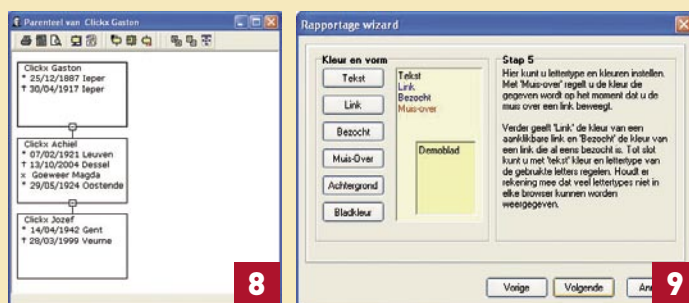 Parenteel van Clickx Gaston
Clickx Gaston
* 25/12/1887 Ieper
† 30/04/1917 Ieper
Clickx Achiel
* 07/02/1921 Leuven
† 13/10/2004 Dessel
x Goeweer Magda
* 29/05/1924 Oostende
Clickx Jozef
* 14/04/1942 Gent
† 28/03/1999 Veurne
8
Rapportage wizard
Kleur en vorm
Tekst
Link
Bezocht
Muis-Over
Achtergrond
Bladkleur
Tekst
Link
Bezocht
Muis-over
Demoblad
Stap 5
Hier kunt u lettertype en kleuren instellen.
Met 'Muis-over' regelt u de kleur die
gegeven wordt op het moment dat u de
muis over een link beweegt.
Verder geeft 'Link' de kleur van een
aanklikbare link en 'Bezocht' de kleur van
een link die al eens bezocht is. Tot slot
kunt u met 'tekst' kleur en lettertype van
de gebruikte letters regelen. Houdt er
rekening mee dat veel lettertypes niet in
elke browser kunnen worden
weergegeven.
Vorige
Volgende
9